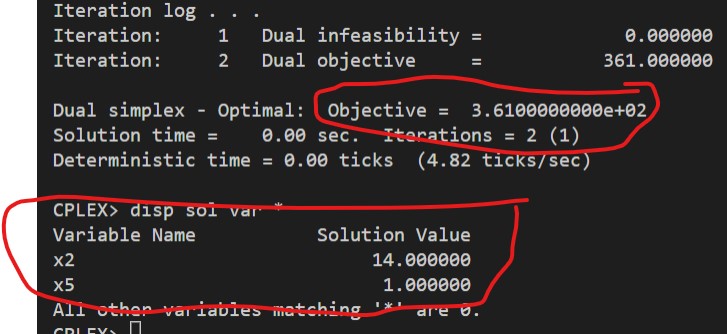 Iteration log . . .
Iteration: 1 Dual infeasibility = 0.000000
Iteration: 2 Dual objective = 361.000000
Dual simplex - Optimal: Objective = 3.6100000000e+02
Solution time = 0.00 sec. Iterations = 2 (1)
Deterministic time = 0.00 ticks (4.82 ticks/sec)
CPLEX> disp sol var *
Variable Name Solution Value
x2 14.000000
x5 1.000000
All other variables matching '*' are 0.
CPLEX>